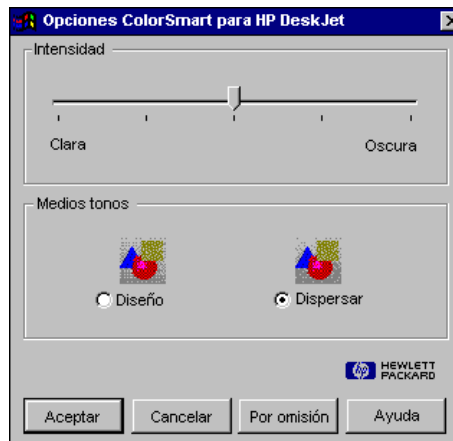 Opciones ColorSmart para HP DeskJet
Intensidad
Clara Oscura
Medios tonos
Diseño Dispersar
hp HEWLETT
PACKARD
Aceptar Cancelar Por omisión Ayuda